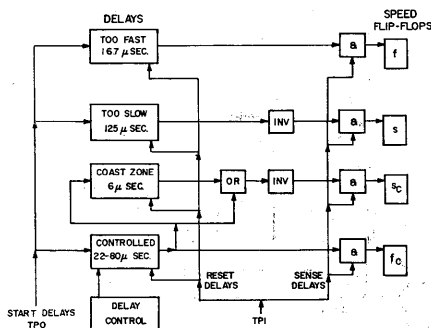 DELAYS
SPEED
FLIP-FLOPS
TOO FAST
16.7 μ SEC.
&
f
TOO SLOW
125 μ SEC.
INV
&
s
COAST ZONE
6 μ SEC.
OR
INV
&
sc
CONTROLLED
22-80μ SEC.
&
fc
RESET
DELAYS
SENSE
DELAYS
START DELAYS
TPO
DELAY
CONTROL
TPI